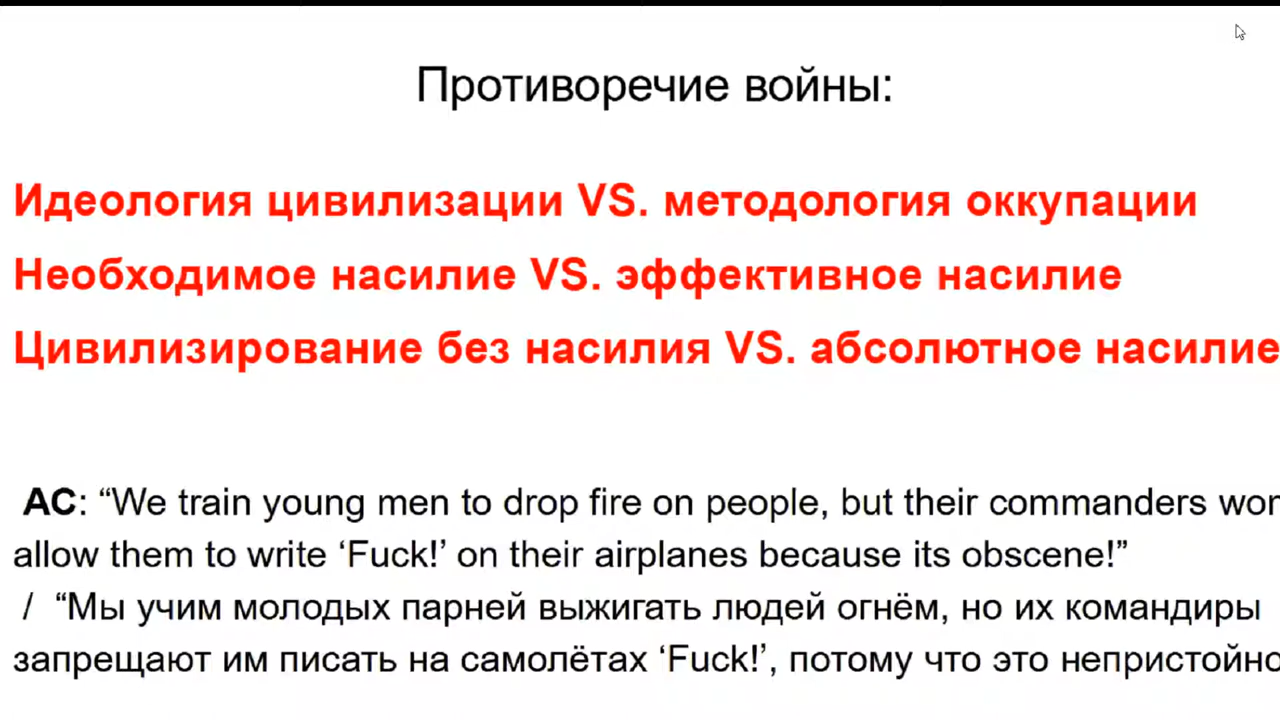 Противоречие войны:
Идеология цивилизации VS. методология оккупации
Необходимое насилие VS. эффективное насилие
Цивилизирование без насилия VS. абсолютное насилие
АС: “We train young men to drop fire on people, but their commanders
allow them to write ‘Fuck!’ on their airplanes because its obscene!”
/ “Мы учим молодых парней выжигать людей огнём, но их командиры
запрещают им писать на самолётах ‘Fuck!’, потому что это непристойно